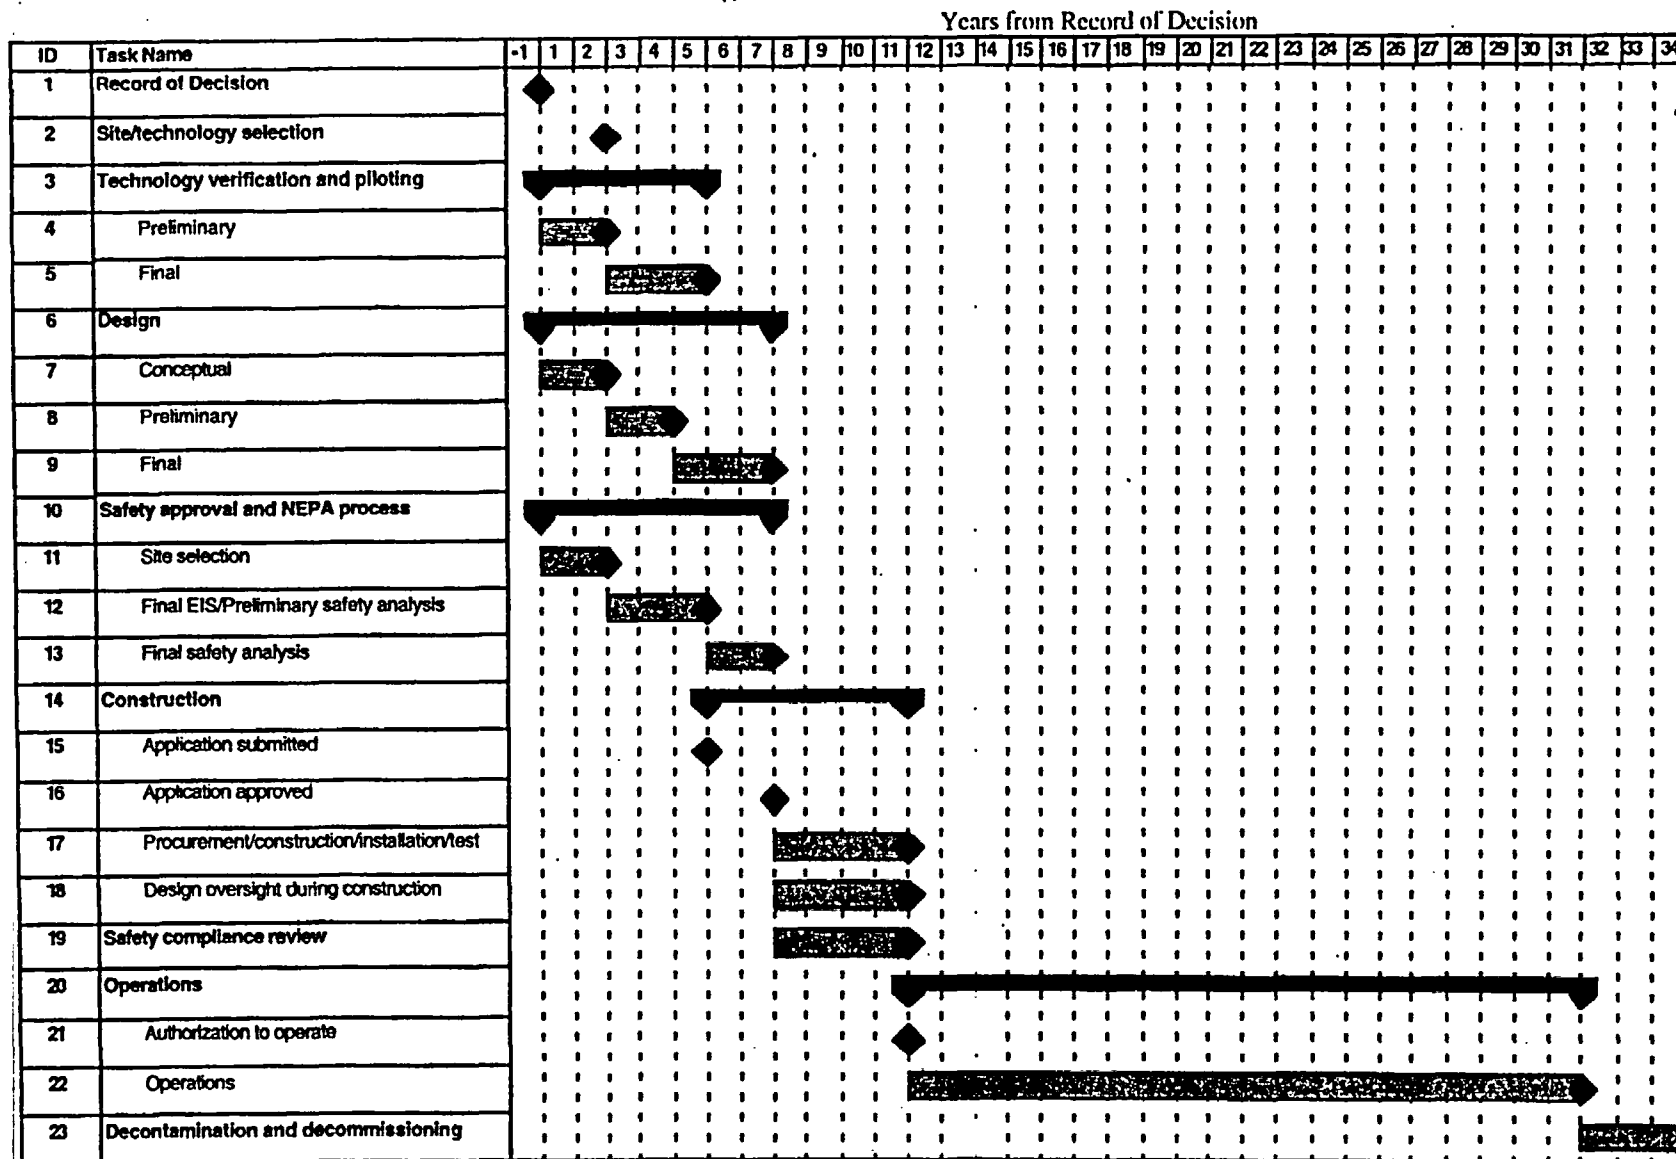 Years from Record of Decision
ID Task Name -1 1 2 3 4 5 6 7 8 9 10 11 12 13 14 15 16 17 18 19 20 21 22 23 24 25 26 27 28 29 30 31 32 33 34
1 Record of Decision
2 Site/technology selection
3 Technology verification and piloting
4 Preliminary
5 Final
6 Design
7 Conceptual
8 Preliminary
9 Final
10 Safety approval and NEPA process
11 Site selection
12 Final EIS/Preliminary safety analysis
13 Final safety analysis
14 Construction
15 Application submitted
16 Application approved
17 Procurement/construction/installation/test
18 Design oversight during construction
19 Safety compliance review
20 Operations
21 Authorization to operate
22 Operations
23 Decontamination and decommissioning